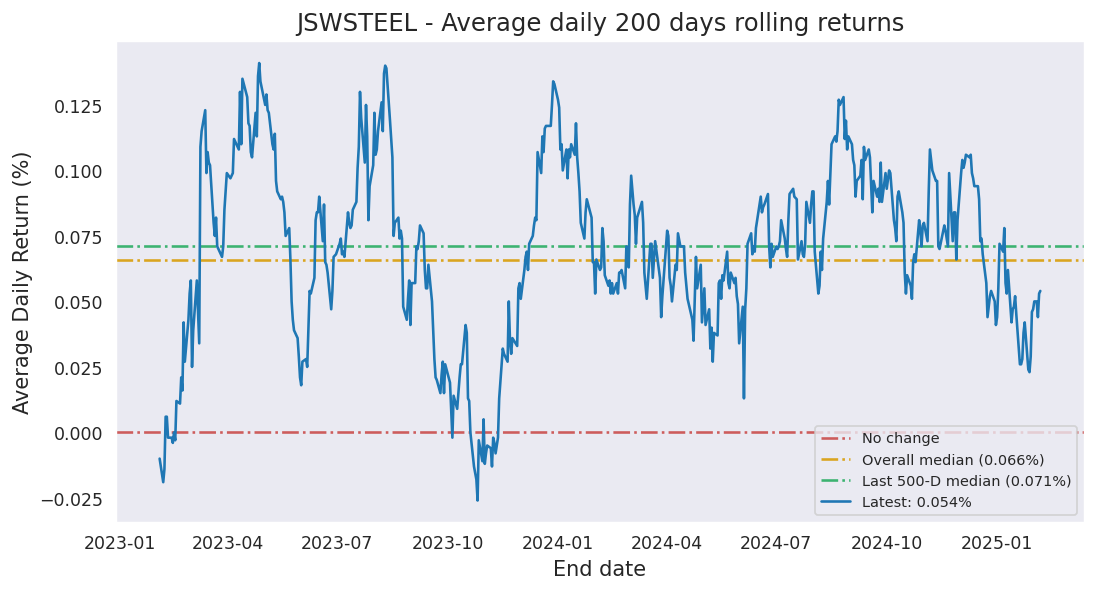 JSWSTEEL - Average daily 200 days rolling returns
Average Daily Return (%)
0.125
0.100
0.075
0.050
0.025
0.000
−0.025
2023-01 2023-04 2023-07 2023-10 2024-01 2024-04 2024-07 2024-10 2025-01
End date
No change
Overall median (0.066%)
Last 500-D median (0.071%)
Latest: 0.054%